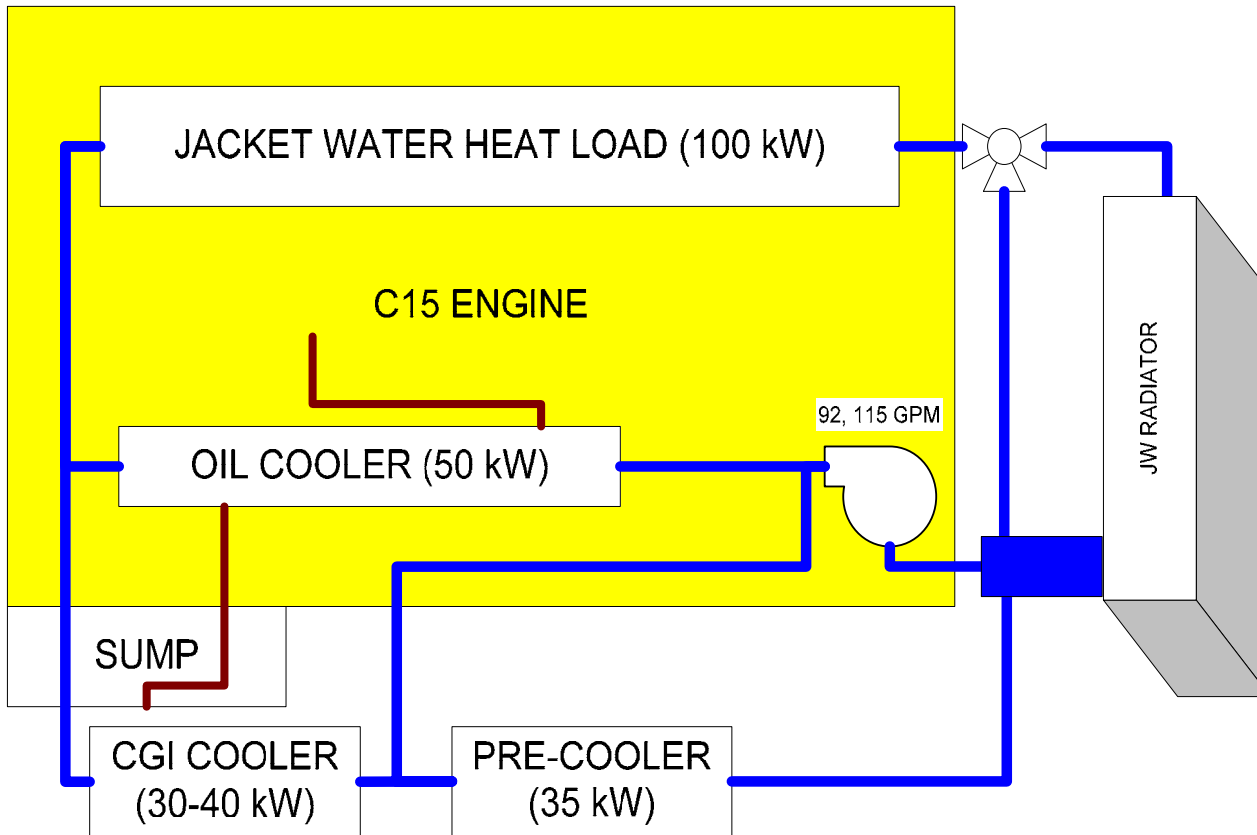 JACKET WATER HEAT LOAD (100 kW)
C15 ENGINE
92, 115 GPM
JW RADIATOR
OIL COOLER (50 kW)
SUMP
CGI COOLER
(30-40 kW)
PRE-COOLER
(35 kW)